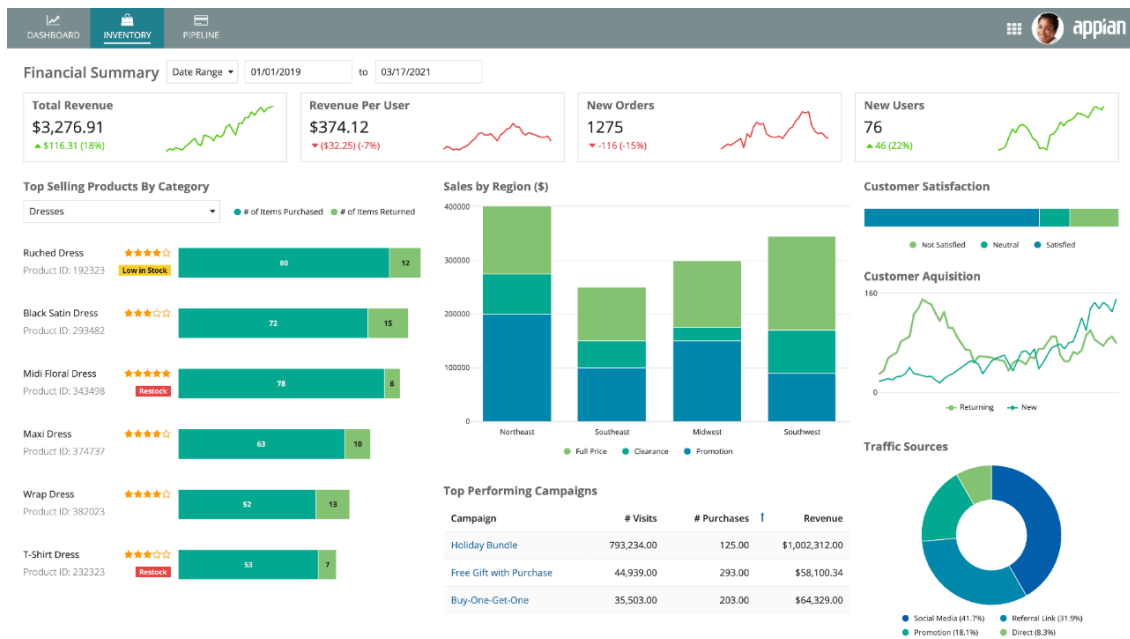 DASHBOARD INVENTORY PIPELINE
appian
Financial Summary Date Range 01/01/2019 to 03/17/2021
Total Revenue
$3,276.91
$116.31 (18%)
Revenue Per User
$374.12
($32.25) (-7%)
New Orders
1275
-116 (-15%)
New Users
76
46 (22%)
Top Selling Products By Category
Dresses
# of Items Purchased # of Items Returned
Ruched Dress
Product ID: 192323 Low in Stock
80 12
Black Satin Dress
Product ID: 293482
72 15
Midi Floral Dress
Product ID: 343498 Restock
78 6
Maxi Dress
Product ID: 374737
63 10
Wrap Dress
Product ID: 382023
52 13
T-Shirt Dress
Product ID: 232323 Restock
53 7
Sales by Region ($)
400000
300000
200000
100000
0
Northeast Southeast Midwest Southwest
Full Price Clearance Promotion
Top Performing Campaigns
Campaign # Visits # Purchases Revenue
Holiday Bundle 793,234.00 125.00 $1,002,312.00
Free Gift with Purchase 44,939.00 293.00 $58,100.34
Buy-One-Get-One 35,503.00 203.00 $64,329.00
Customer Satisfaction
Not Satisfied Neutral Satisfied
Customer Aquisition
160
0
Returning New
Traffic Sources
Social Media (41.7%) Referral Link (31.9%)
Promotion (18.1%) Direct (8.3%)